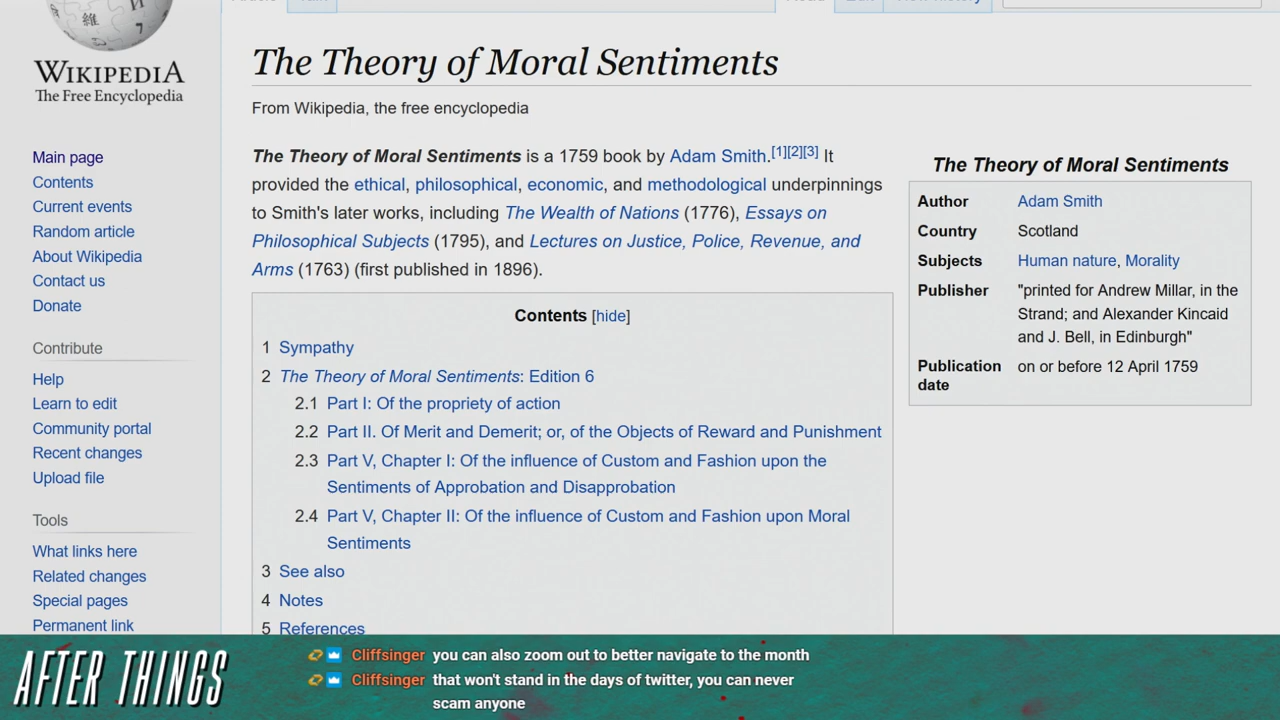 WIKIPEDIA
The Free Encyclopedia
Main page
Contents
Current events
Random article
About Wikipedia
Contact us
Donate
Contribute
Help
Learn to edit
Community portal
Recent changes
Upload file
Tools
What links here
Related changes
Special pages
Permanent link
The Theory of Moral Sentiments
From Wikipedia, the free encyclopedia
The Theory of Moral Sentiments is a 1759 book by Adam Smith.[1][2][3] It
provided the ethical, philosophical, economic, and methodological underpinnings
to Smith's later works, including The Wealth of Nations (1776), Essays on
Philosophical Subjects (1795), and Lectures on Justice, Police, Revenue, and
Arms (1763) (first published in 1896).
Contents [hide]
1 Sympathy
2 The Theory of Moral Sentiments: Edition 6
2.1 Part I: Of the propriety of action
2.2 Part II. Of Merit and Demerit; or, of the Objects of Reward and Punishment
2.3 Part V, Chapter I: Of the influence of Custom and Fashion upon the
Sentiments of Approbation and Disapprobation
2.4 Part V, Chapter II: Of the influence of Custom and Fashion upon Moral
Sentiments
3 See also
4 Notes
5 References
The Theory of Moral Sentiments
Author Adam Smith
Country Scotland
Subjects Human nature, Morality
Publisher "printed for Andrew Millar, in the
Strand; and Alexander Kincaid
and J. Bell, in Edinburgh"
Publication on or before 12 April 1759
date
AFTER THINGS
Cliffsinger you can also zoom out to better navigate to the month
Cliffsinger that won't stand in the days of twitter, you can never
scam anyone